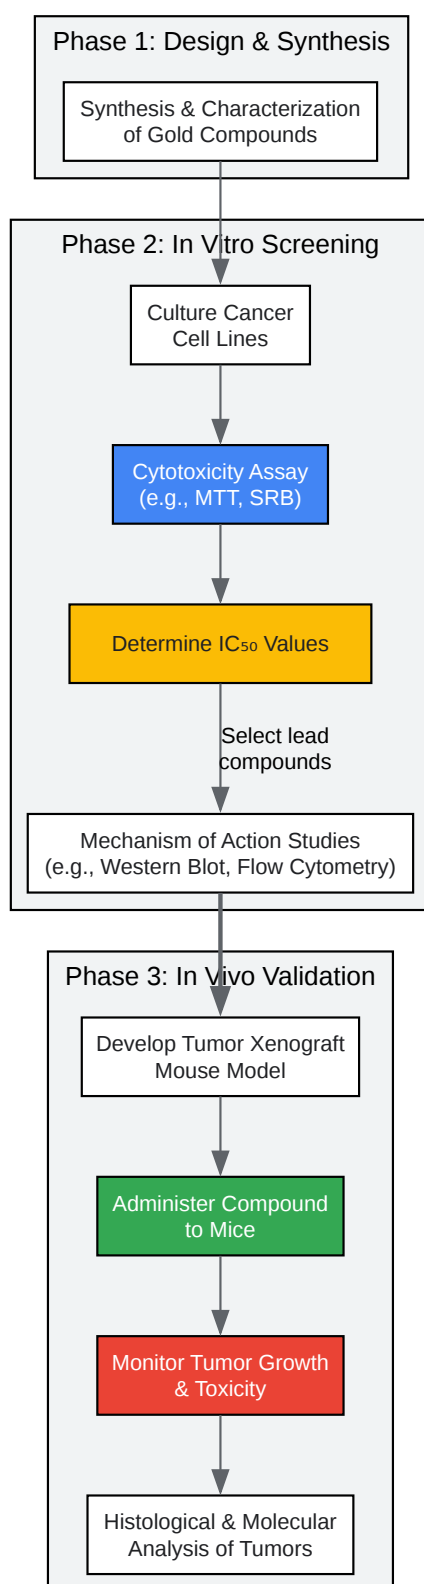 Phase 1: Design & Synthesis
Synthesis & Characterization
of Gold Compounds
Phase 2: In Vitro Screening
Culture Cancer
Cell Lines
Cytotoxicity Assay
(e.g., MTT, SRB)
Determine IC₅₀ Values
Select lead
compounds
Mechanism of Action Studies
(e.g., Western Blot, Flow Cytometry)
Phase 3: In Vivo Validation
Develop Tumor Xenograft
Mouse Model
Administer Compound
to Mice
Monitor Tumor Growth
& Toxicity
Histological & Molecular
Analysis of Tumors